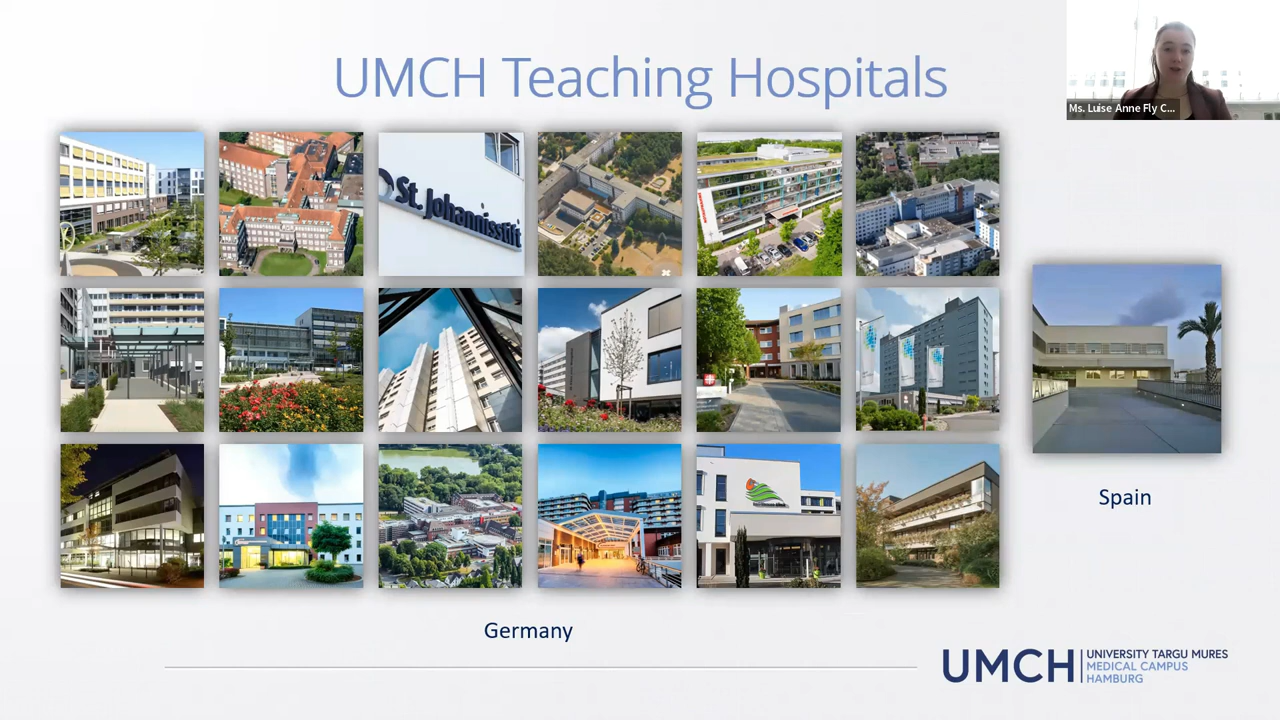 UMCH Teaching Hospitals
Ms. Luise Anne Fly C...
St. Johannisstift
Spain
Germany
UMCH
UNIVERSITY TARGU MURES
MEDICAL CAMPUS
HAMBURG